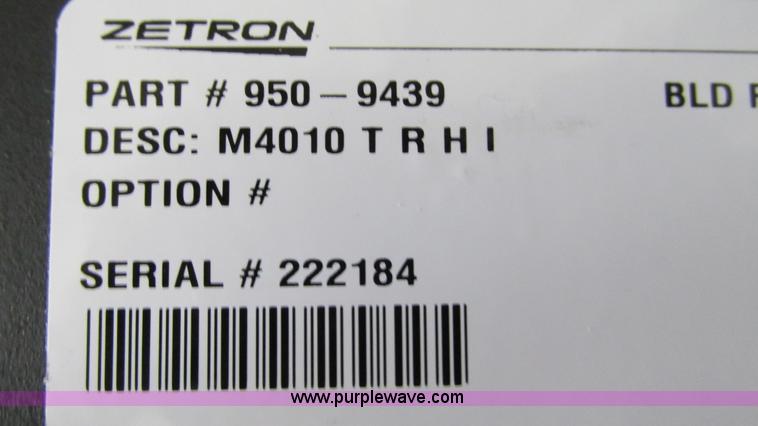 ZETRON
PART # 950-9439 BLD
DESC: M4010 T R H I
OPTION #
SERIAL # 222184
www.purplewave.com